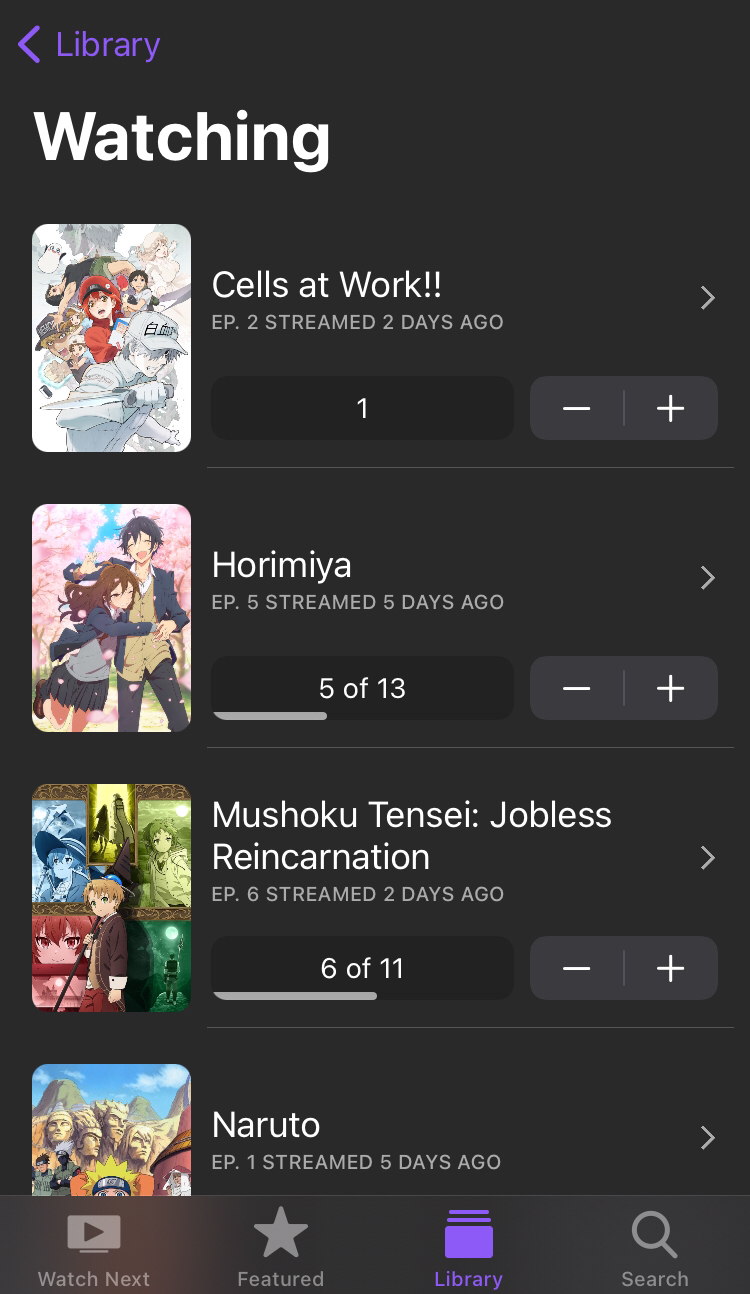 Library
Watching
Cells at Work!!
EP. 2 STREAMED 2 DAYS AGO
白血
1
Horimiya
EP. 5 STREAMED 5 DAYS AGO
5 of 13
Mushoku Tensei: Jobless
Reincarnation
EP. 6 STREAMED 2 DAYS AGO
6 of 11
Naruto
EP. 1 STREAMED 5 DAYS AGO
Watch Next
Featured
Library
Search